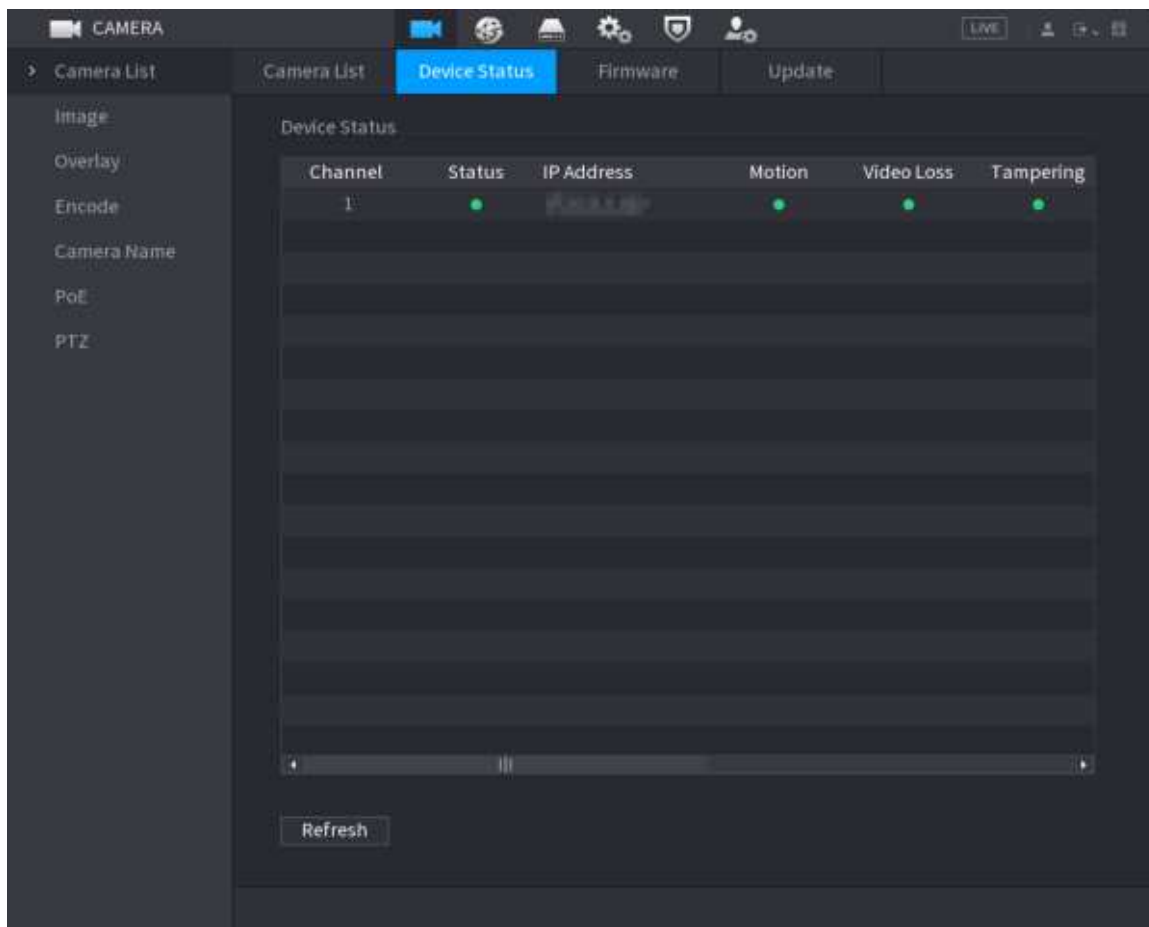 CAMERA
LIVE
Camera List
Camera List Device Status Firmware Update
Image
Device Status
Overlay
Channel Status IP Address Motion Video Loss Tampering
Encode
1
Camera Name
PoE
PTZ
Refresh